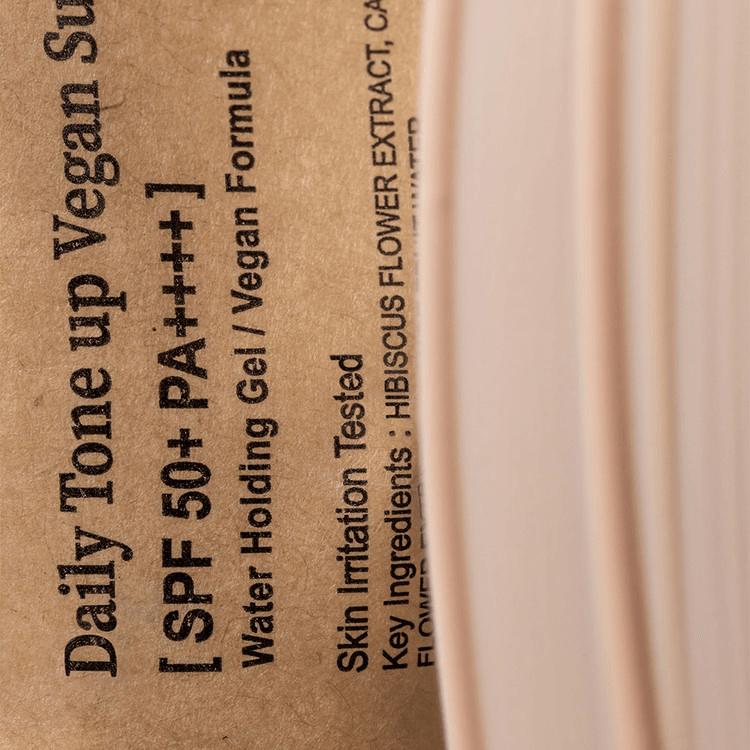 Daily Tone up Vegan Su
[ SPF 50+ PA++++ ]
Water Holding Gel / Vegan Formula
Skin Irritation Tested
Key Ingredients : HIBISCUS FLOWER EXTRACT, CA
FLOWER